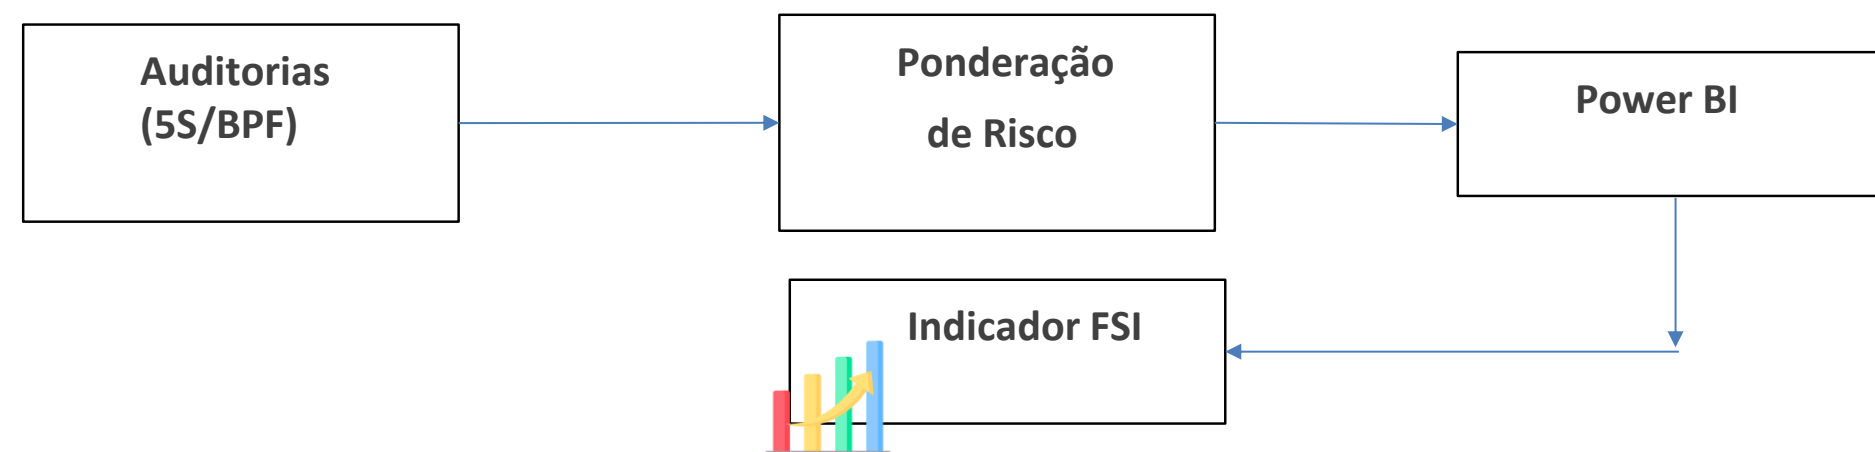 Auditorias
(5S/BPF)
Ponderação
de Risco
Power BI
Indicador FSI